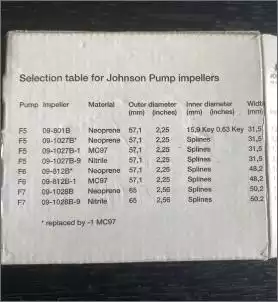 Selection table for Johnson Pump impellers
Pump Impeller Material Outer diameter Inner diameter Width
(mm) (inches) (mm) (inches) (mm)
F5 09-801B Neoprene 57,1 2,25 15,9 Key 0,63 Key 31,5
F5 09-1027B* Neoprene 57,1 2,25 Splines 31,5
F5 09-1027B-1 MC97 57,1 2,25 Splines 31,5
F5 09-1027B-9 Nitrile 57,1 2,25 Splines 31,5
F6 09-812B* Neoprene 57,1 2,25 Splines 48,2
F6 09-812B-1 MC97 57,1 2,25 Splines 48,2
F7 09-1028B Neoprene 65 2,56 Splines 50,2
F7 09-1028B-9 Nitrile 65 2,56 Splines 50,2
* replaced by -1 MC97